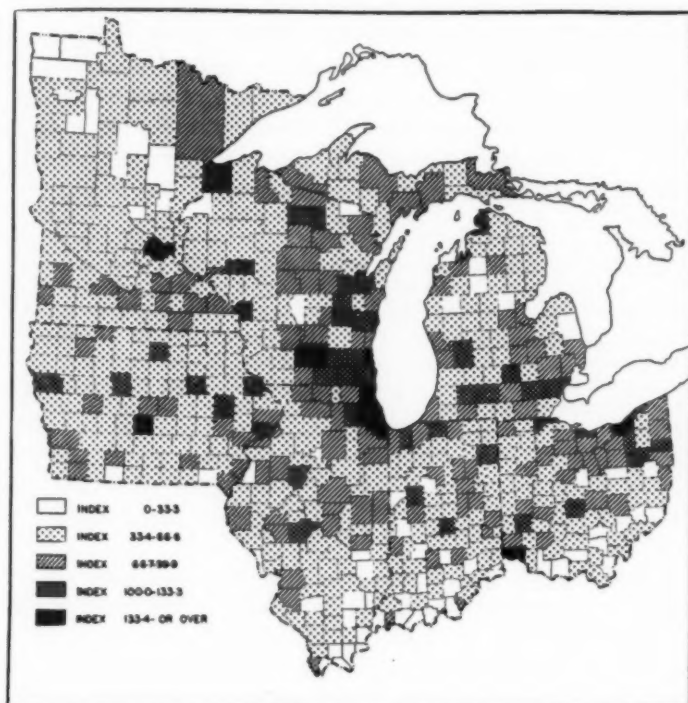 INDEX 0-33·3
INDEX 33·4-66·6
INDEX 66·7-99·9
INDEX 100·0-133·3
INDEX 133·4- OR OVER